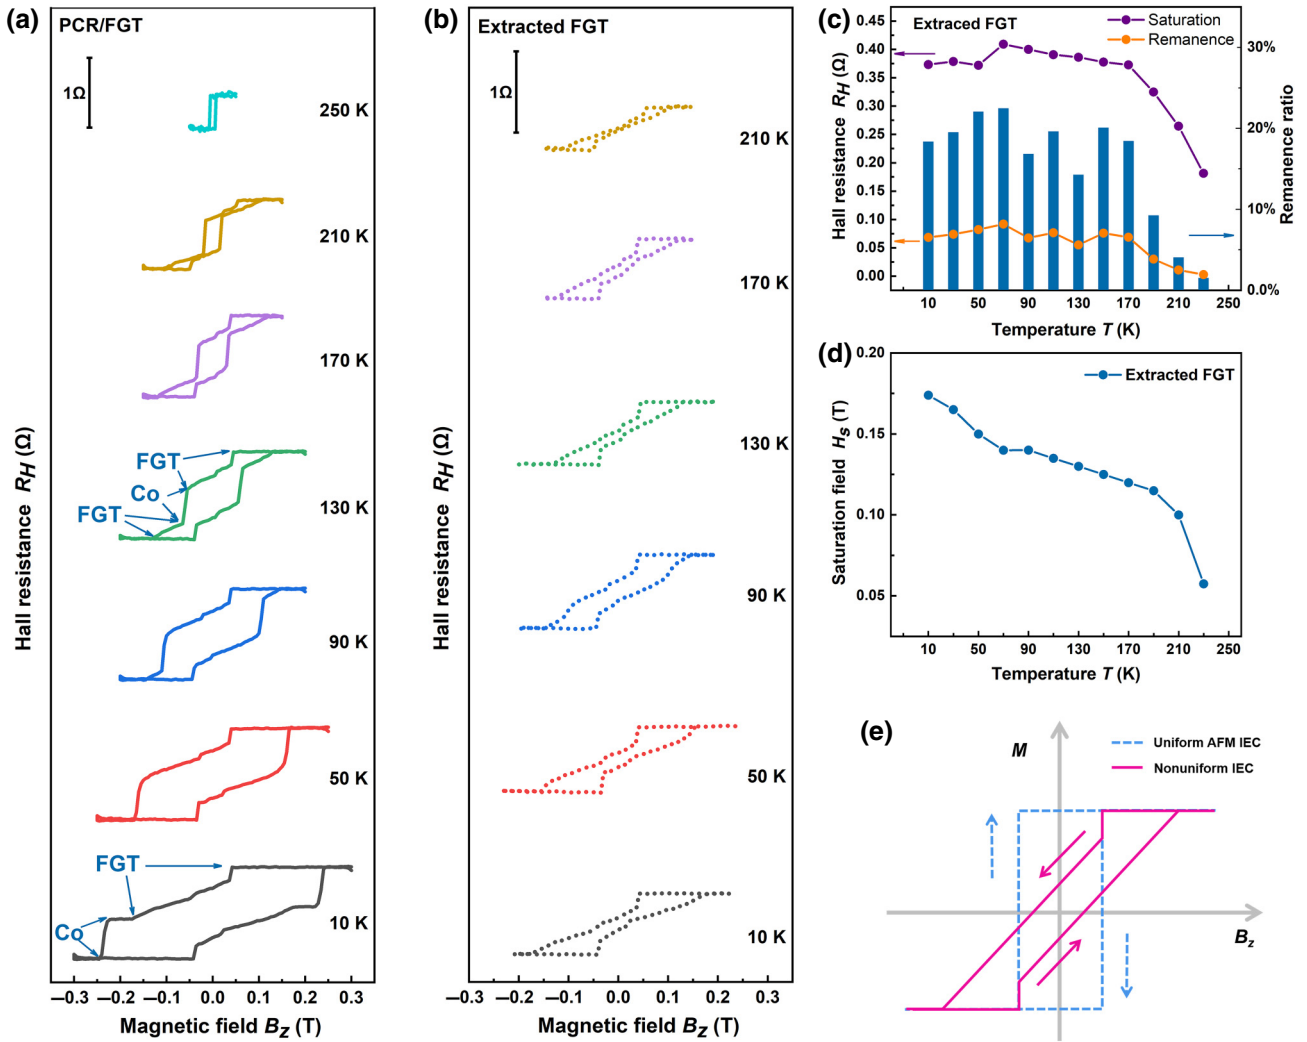 (a)
PCR/FGT
1Ω
250 K
210 K
170 K
FGT
Co
FGT
130 K
90 K
50 K
FGT
Co
10 K
Hall resistance R_H (Ω)
−0.3 −0.2 −0.1 0.0 0.1 0.2 0.3
Magnetic field B_Z (T)
(b)
Extracted FGT
1Ω
210 K
170 K
130 K
90 K
50 K
10 K
Hall resistance R_H (Ω)
−0.3 −0.2 −0.1 0.0 0.1 0.2 0.3
Magnetic field B_Z (T)
(c)
Extraced FGT
Saturation
Remanence
0.45
0.40
0.35
0.30
0.25
0.20
0.15
0.10
0.05
0.00
Hall resistance R_H (Ω)
30%
20%
10%
0.0%
Remanence ratio
10 50 90 130 170 210 250
Temperature T (K)
(d)
Extracted FGT
0.20
0.15
0.10
0.05
Saturation field H_s (T)
10 50 90 130 170 210 250
Temperature T (K)
(e)
M
Uniform AFM IEC
Nonuniform IEC
B_z